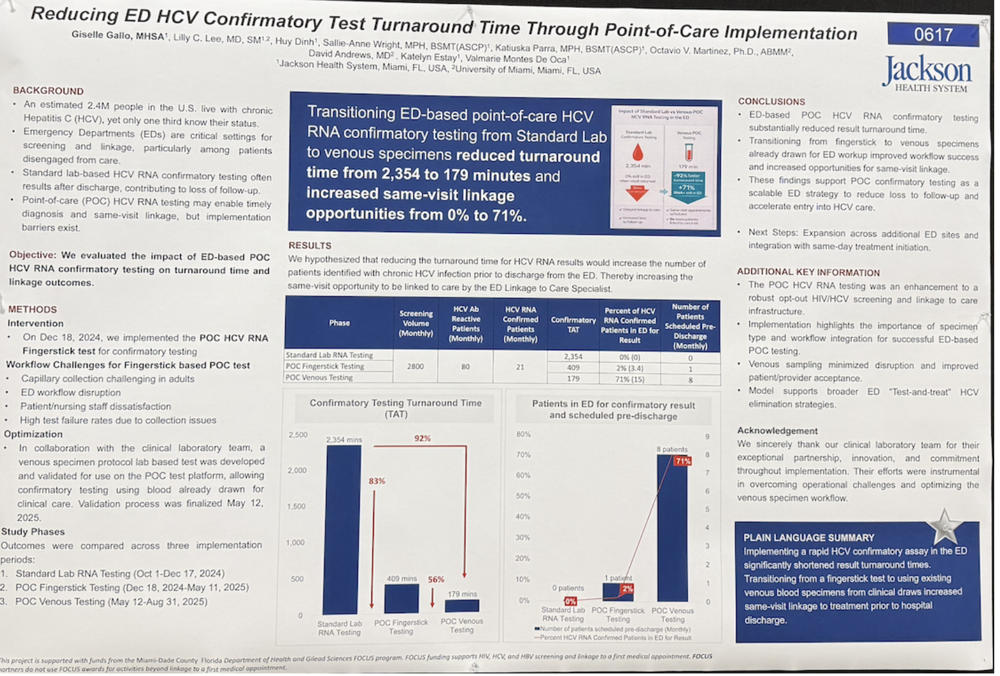 Reducing ED HCV Confirmatory Test Turnaround Time Through Point-of-Care Implementation
Giselle Gallo, MHSA¹, Lilly C. Lee, MD, SM¹·², Huy Dinh¹, Sallie-Anne Wright, MPH, BSMT(ASCP)¹, Katiuska Parra, MPH, BSMT(ASCP)¹, Octavio V. Martinez, Ph.D., ABMM²,
David Andrews, MD² . Katelyn Estay¹, Valmarie Montes De Oca¹
¹Jackson Health System, Miami, FL, USA, ²University of Miami, Miami, FL, USA
0617
Jackson
HEALTH SYSTEM
BACKGROUND
• An estimated 2.4M people in the U.S. live with chronic
Hepatitis C (HCV), yet only one third know their status.
• Emergency Departments (EDs) are critical settings for
screening and linkage, particularly among patients
disengaged from care.
• Standard lab-based HCV RNA confirmatory testing often
results after discharge, contributing to loss of follow-up.
• Point-of-care (POC) HCV RNA testing may enable timely
diagnosis and same-visit linkage, but implementation
barriers exist.
Objective: We evaluated the impact of ED-based POC
HCV RNA confirmatory testing on turnaround time and
linkage outcomes.
METHODS
Intervention
• On Dec 18, 2024, we implemented the POC HCV RNA
Fingerstick test for confirmatory testing
Workflow Challenges for Fingerstick based POC test
• Capillary collection challenging in adults
• ED workflow disruption
• Patient/nursing staff dissatisfaction
• High test failure rates due to collection issues
Optimization
• In collaboration with the clinical laboratory team, a
venous specimen protocol lab based test was developed
and validated for use on the POC test platform, allowing
confirmatory testing using blood already drawn for
clinical care. Validation process was finalized May 12,
2025.
Study Phases
Outcomes were compared across three implementation
periods:
1. Standard Lab RNA Testing (Oct 1-Dec 17, 2024)
2. POC Fingerstick Testing (Dec 18, 2024-May 11, 2025)
3. POC Venous Testing (May 12-Aug 31, 2025)
Transitioning ED-based point-of-care HCV
RNA confirmatory testing from Standard Lab
to venous specimens reduced turnaround
time from 2,354 to 179 minutes and
increased same-visit linkage
opportunities from 0% to 71%.
Impact of Standard Lab vs Venous POC
HCV RNA Testing in the ED
Standard Lab
Confirmatory Testing
Venous POC
Testing
2,354 min
179 min
0% still in ED
when result returned
~92% faster
turnaround time
+71%
RNA+ still in ED
✓ Delayed linkage to care
✓ Increased loss
to follow-up
✓ Same-visit appointments
scheduled
RESULTS
We hypothesized that reducing the turnaround time for HCV RNA results would increase the number of
patients identified with chronic HCV infection prior to discharge from the ED. Thereby increasing the
same-visit opportunity to be linked to care by the ED Linkage to Care Specialist.
Phase
Screening
Volume
(Monthly)
HCV Ab
Reactive
Patients
(Monthly)
HCV RNA
Confirmed
Patients
(Monthly)
Confirmatory
TAT
Percent of HCV
RNA Confirmed
Patients in ED for
Result
Number of
Patients
Scheduled Pre-
Discharge
(Monthly)
Standard Lab RNA Testing 2,354 0% (0) 0
POC Fingerstick Testing 2800 80 21 409 2% (3.4) 1
POC Venous Testing 179 71% (15) 8
Confirmatory Testing Turnaround Time
(TAT)
2,500
2,000
1,500
1,000
500
0
2,354 mins
92%
83%
409 mins
56%
179 mins
Standard Lab
RNA Testing
POC Fingerstick
Testing
POC Venous
Testing
Patients in ED for confirmatory result
and scheduled pre-discharge
80%
70%
60%
50%
40%
30%
20%
10%
0%
9
8
7
6
5
4
3
2
1
0
8 patients
71%
1 patient
2%
0 patients
0%
Standard Lab
RNA Testing
POC Fingerstick
Testing
POC Venous
Testing
Number of patients scheduled pre-discharge (Monthly)
Percent HCV RNA Confirmed Patients in ED for Result
CONCLUSIONS
• ED-based POC HCV RNA confirmatory testing
substantially reduced result turnaround time.
• Transitioning from fingerstick to venous specimens
already drawn for ED workup improved workflow success
and increased opportunities for same-visit linkage.
• These findings support POC confirmatory testing as a
scalable ED strategy to reduce loss to follow-up and
accelerate entry into HCV care.
• Next Steps: Expansion across additional ED sites and
integration with same-day treatment initiation.
ADDITIONAL KEY INFORMATION
• The POC HCV RNA testing was an enhancement to a
robust opt-out HIV/HCV screening and linkage to care
infrastructure.
• Implementation highlights the importance of specimen
type and workflow integration for successful ED-based
POC testing.
• Venous sampling minimized disruption and improved
patient/provider acceptance.
• Model supports broader ED "Test-and-treat" HCV
elimination strategies.
Acknowledgement
We sincerely thank our clinical laboratory team for their
exceptional partnership, innovation, and commitment
throughout implementation. Their efforts were instrumental
in overcoming operational challenges and optimizing the
venous specimen workflow.
PLAIN LANGUAGE SUMMARY
Implementing a rapid HCV confirmatory assay in the ED
significantly shortened result turnaround times.
Transitioning from a fingerstick test to using existing
venous blood specimens from clinical draws increased
same-visit linkage to treatment prior to hospital
discharge.
This project is supported with funds from the Miami-Dade County Florida Department of Health and Gilead Sciences FOCUS program. FOCUS funding supports HIV, HCV, and HBV screening and linkage to a first medical appointment. FOCUS
partners do not use FOCUS awards for activities beyond linkage to a first medical appointment.